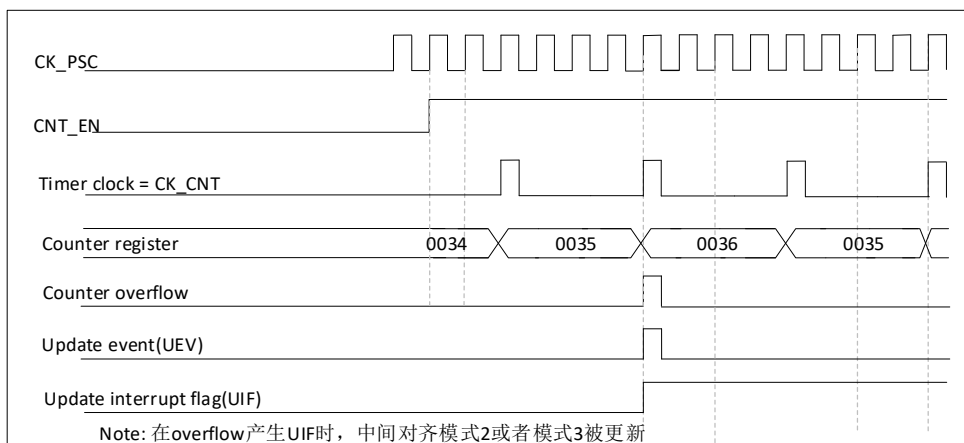 CK_PSC
CNT_EN
Timer clock = CK_CNT
Counter register 0034 0035 0036 0035
Counter overflow
Update event(UEV)
Update interrupt flag(UIF)
Note: 在overflow产生UIF时，中间对齐模式2或者模式3被更新